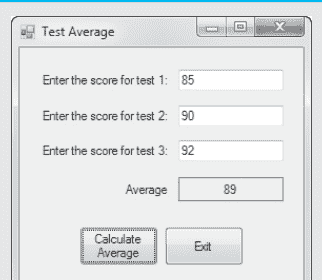 Test Average
Enter the score for test 1: 85
Enter the score for test 2: 90
Enter the score for test 3: 92
Average 89
Calculate
Average
Exit